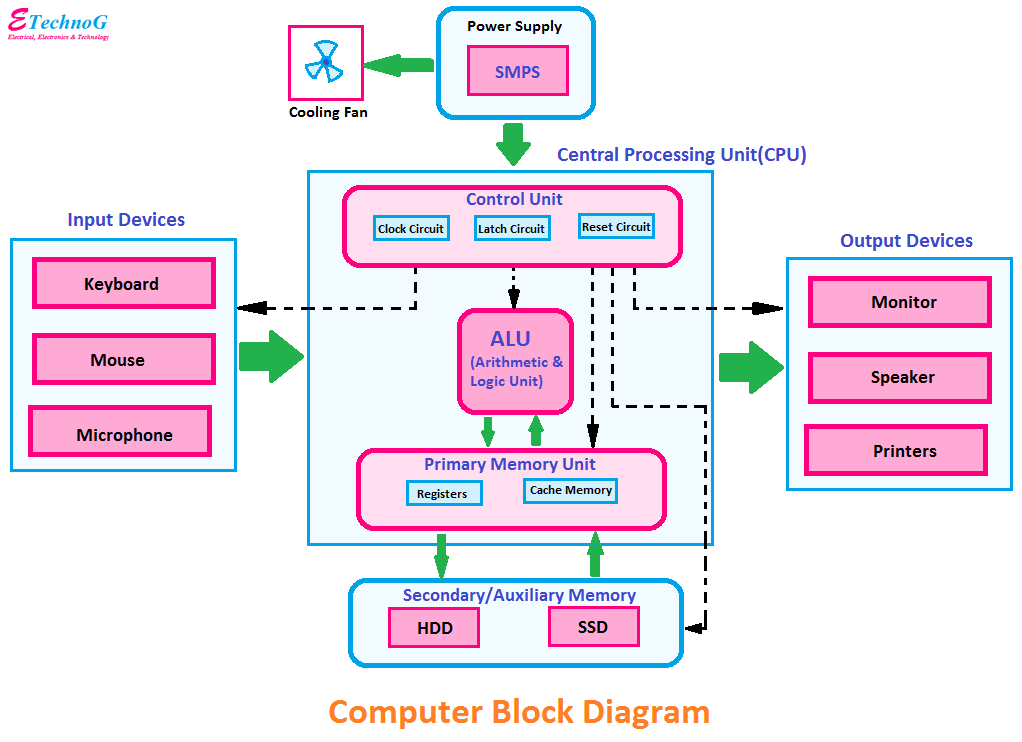 ETechnoG
Electrical, Electronics & Technology
Power Supply
SMPS
Cooling Fan
Central Processing Unit(CPU)
Control Unit
Clock Circuit
Latch Circuit
Reset Circuit
Input Devices
Keyboard
Mouse
Microphone
Output Devices
Monitor
Speaker
Printers
ALU
(Arithmetic &
Logic Unit)
Primary Memory Unit
Registers
Cache Memory
Secondary/Auxiliary Memory
HDD
SSD
Computer Block Diagram